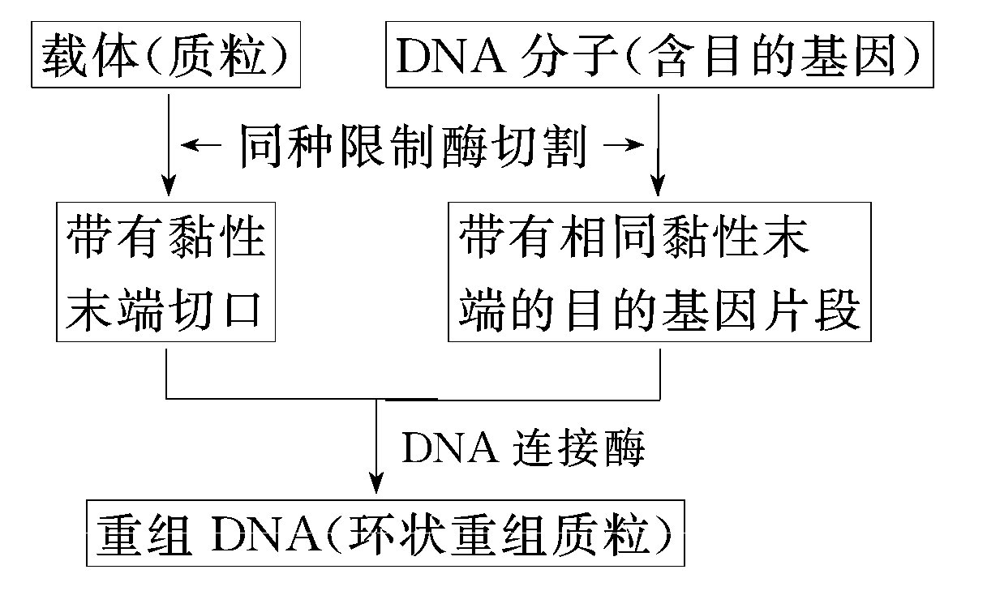 载体(质粒)
DNA 分子(含目的基因)
同种限制酶切割
带有黏性
末端切口
带有相同黏性末
端的目的基因片段
DNA 连接酶
重组 DNA(环状重组质粒)